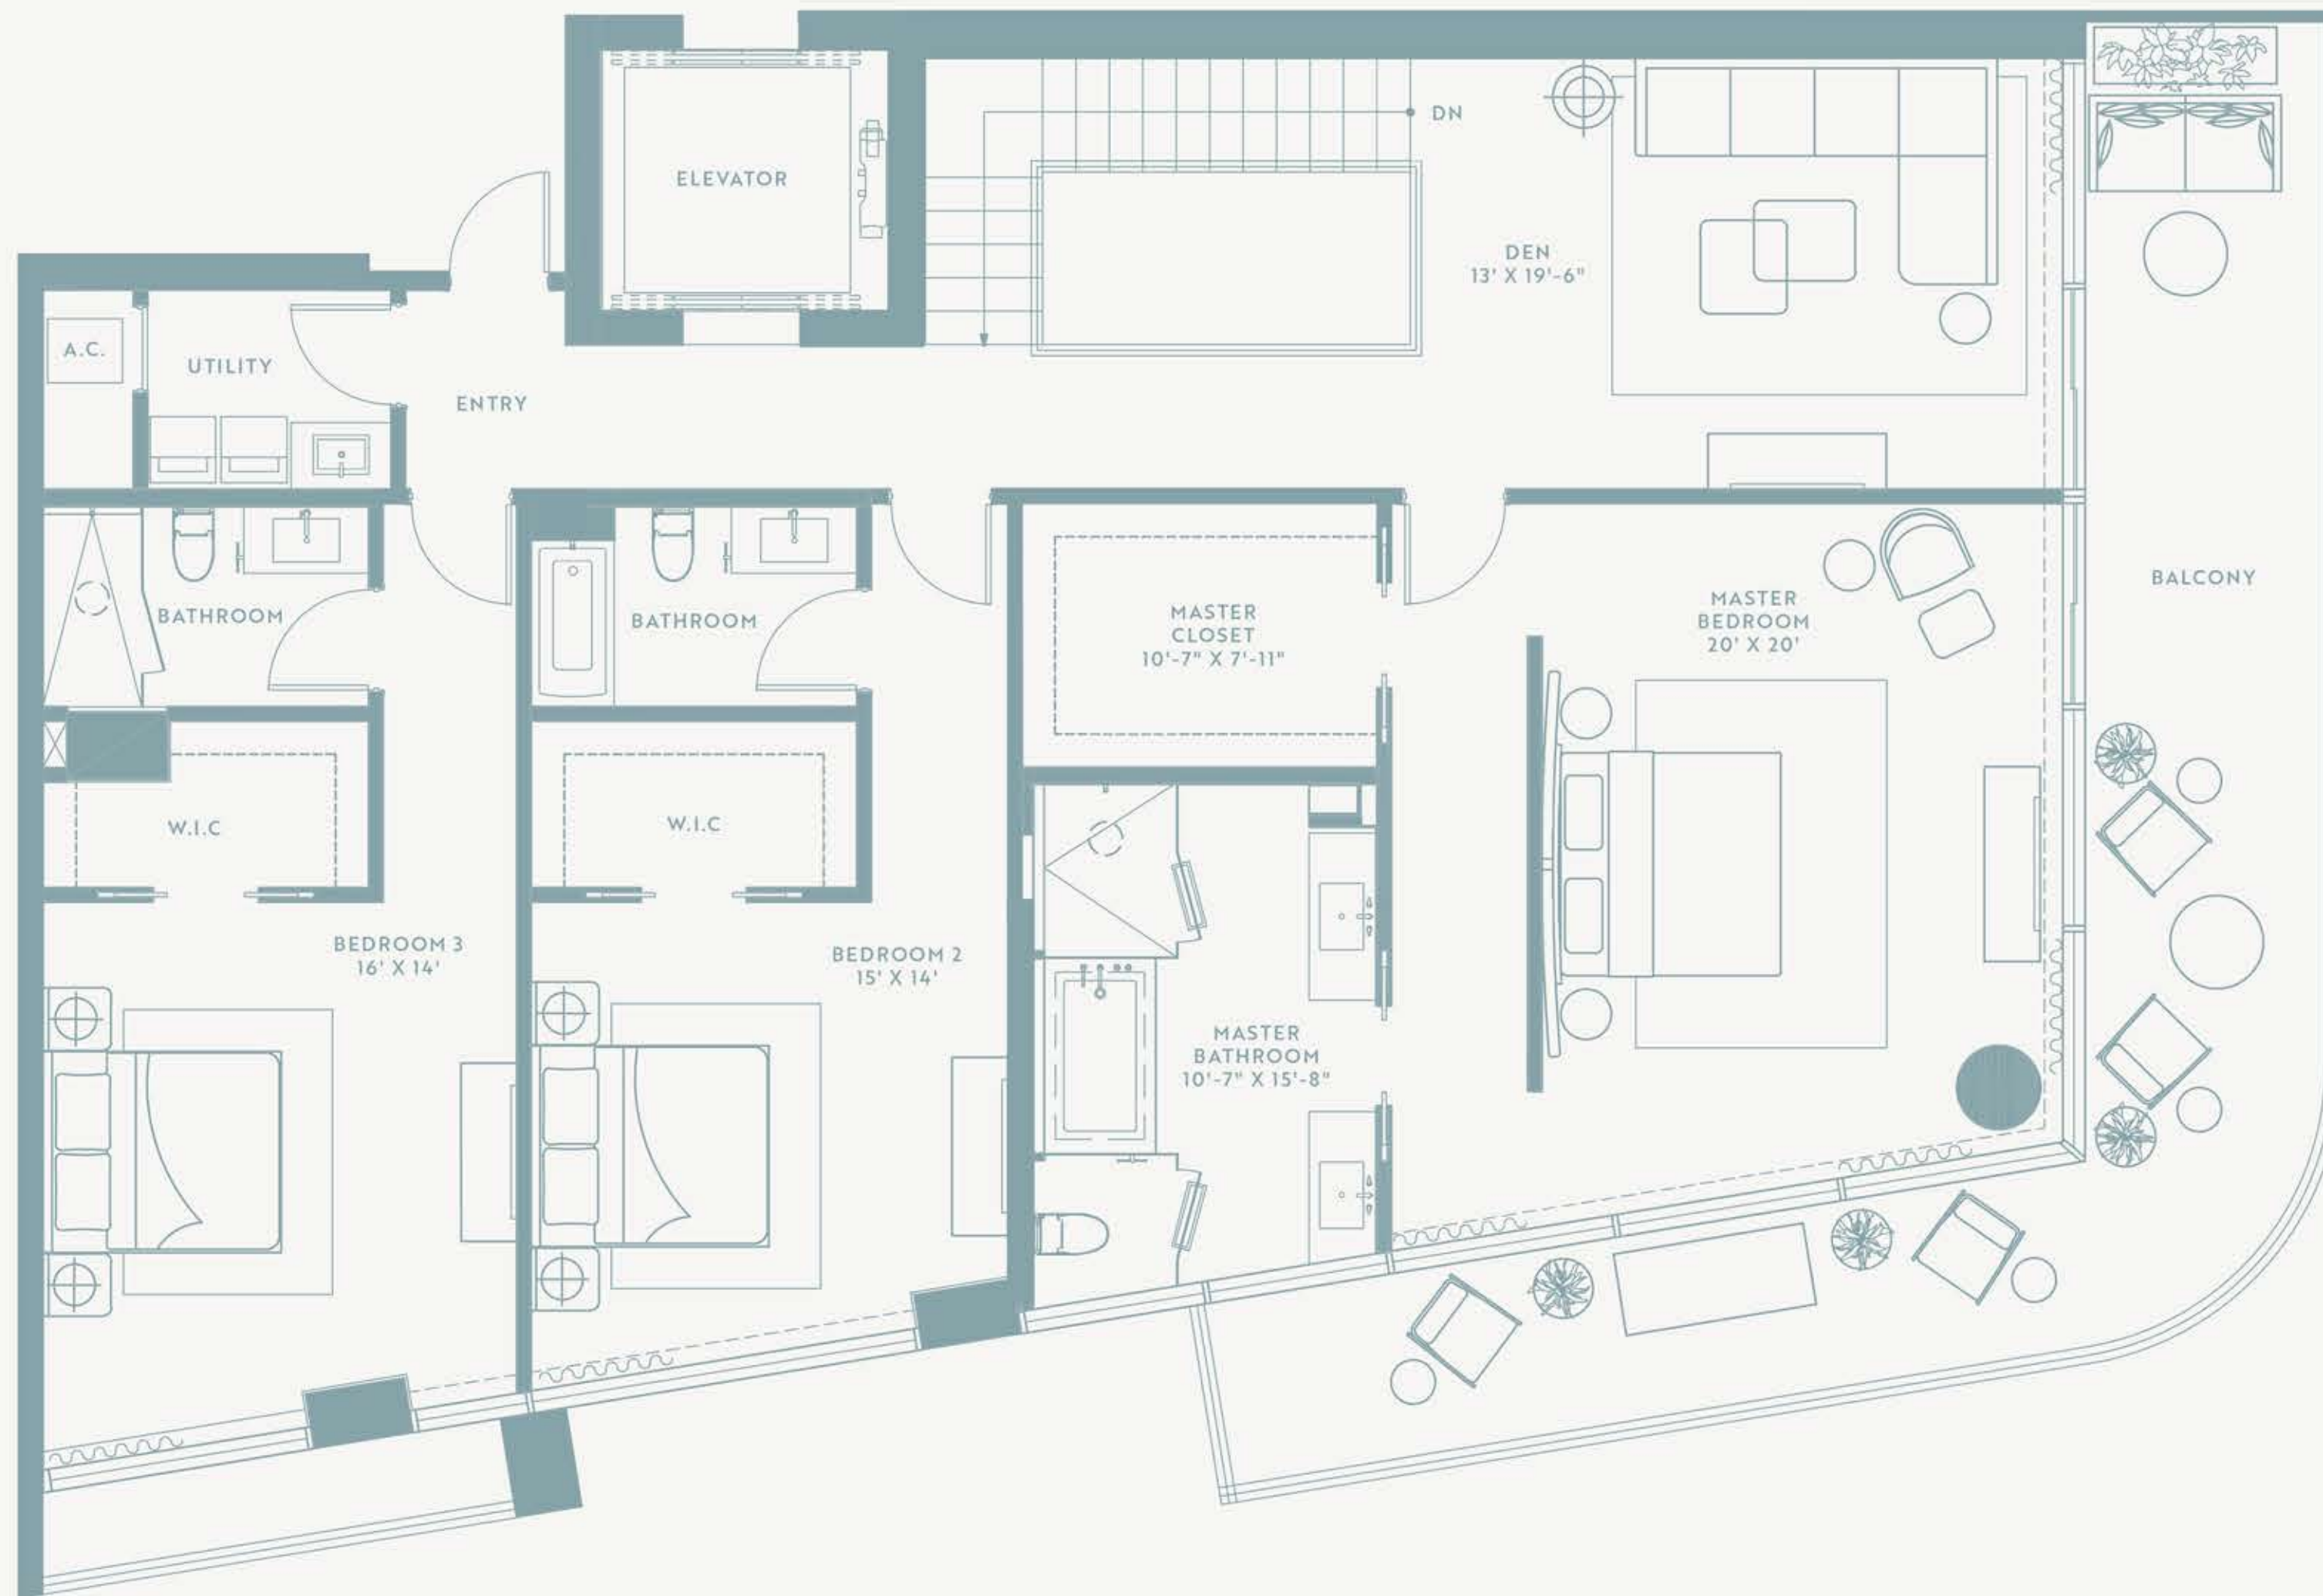 ELEVATOR
DN
DEN
13' X 19'-6"
A.C.
UTILITY
ENTRY
BALCONY
BATHROOM
BATHROOM
MASTER
CLOSET
10'-7" X 7'-11"
MASTER
BEDROOM
20' X 20'
W.I.C
W.I.C
BEDROOM 3
16' X 14'
BEDROOM 2
15' X 14'
MASTER
BATHROOM
10'-7" X 15'-8"